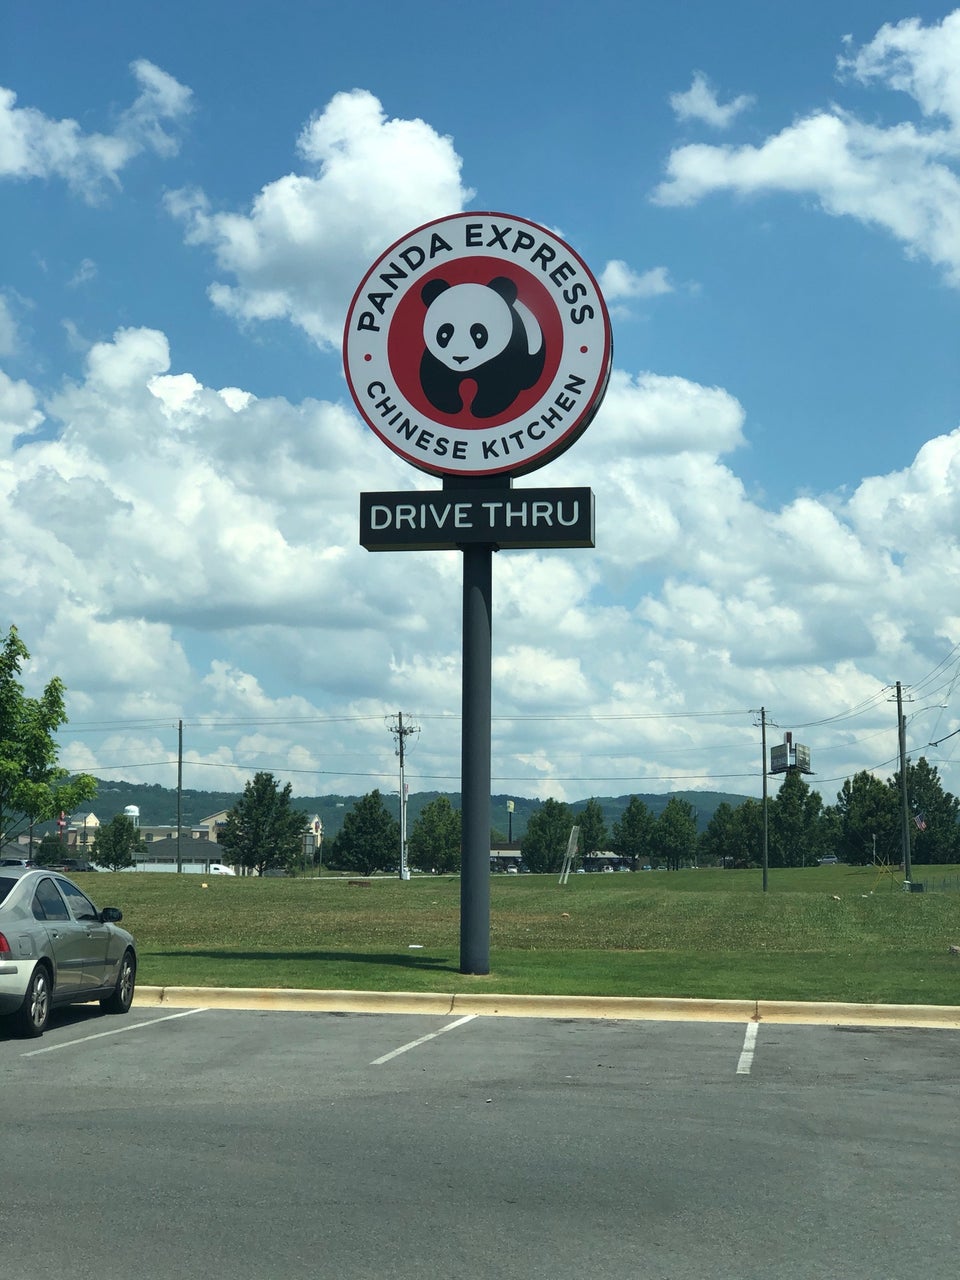 PANDA EXPRESS
CHINESE KITCHEN
DRIVE THRU